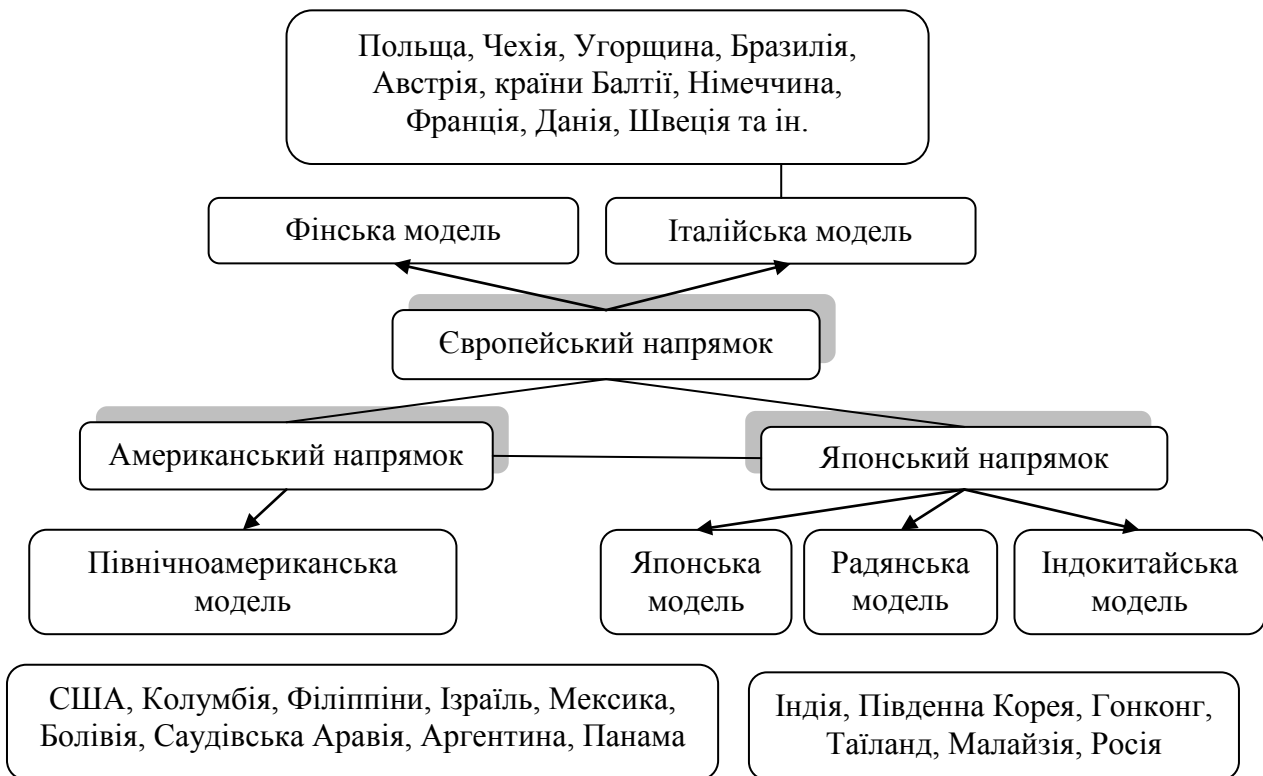 Польща, Чехія, Угорщина, Бразилія,
Австрія, країни Балтії, Німеччина,
Франція, Данія, Швеція та ін.
Фінська модель
Італійська модель
Європейський напрямок
Американський напрямок
Японський напрямок
Північноамериканська
модель
Японська
модель
Радянська
модель
Індокитайська
модель
США, Колумбія, Філіппіни, Ізраїль, Мексика,
Болівія, Саудівська Аравія, Аргентина, Панама
Індія, Південна Корея, Гонконг,
Таїланд, Малайзія, Росія